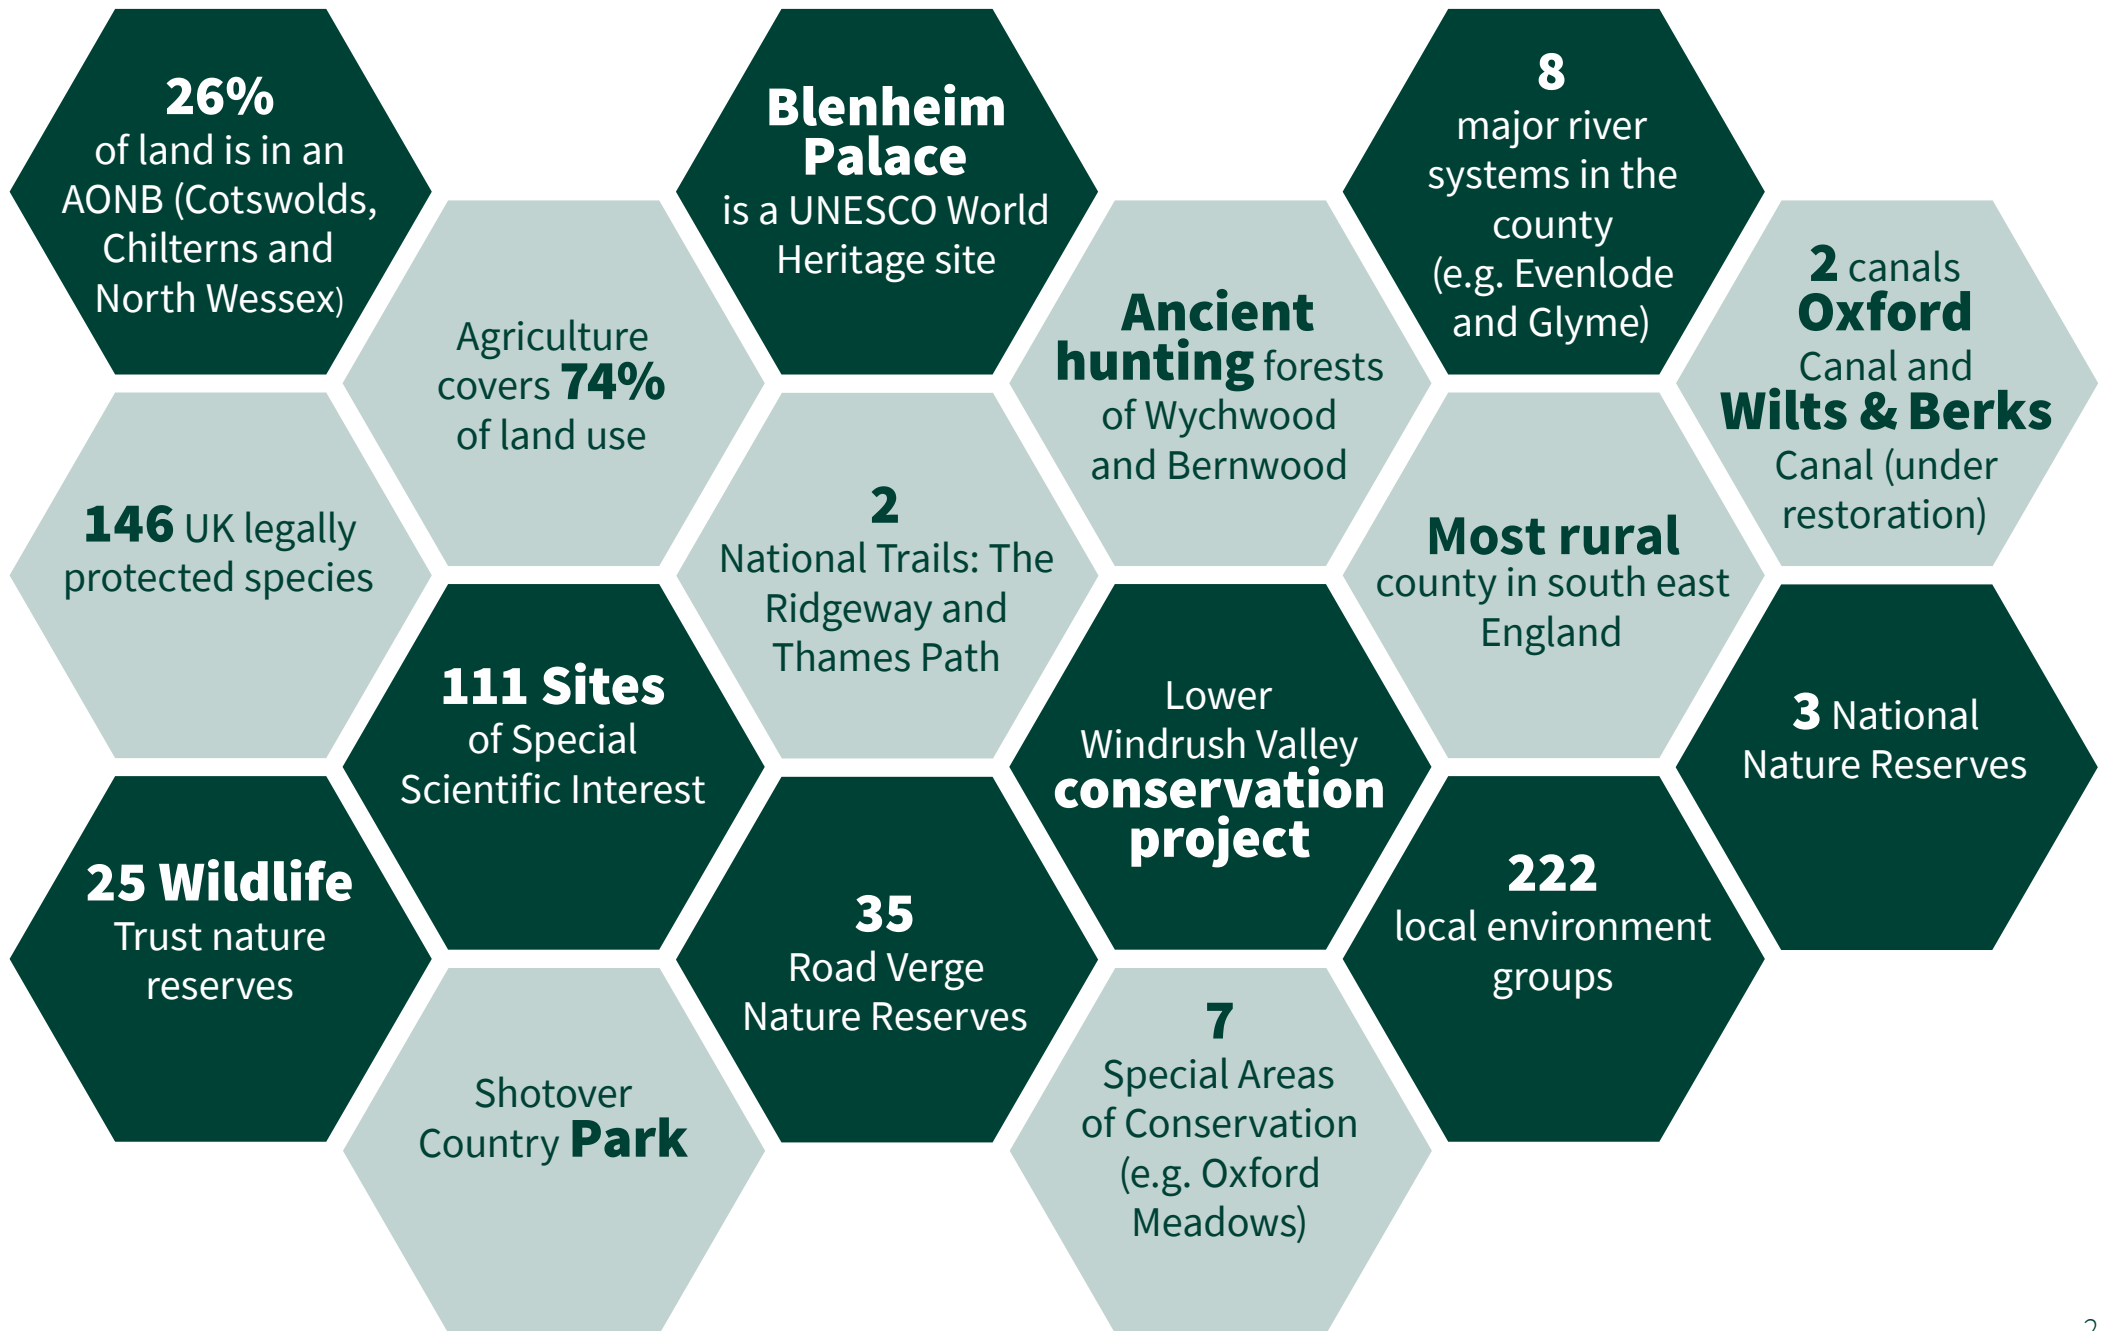 26%
of land is in an
AONB (Cotswolds,
Chilterns and
North Wessex)
146 UK legally
protected species
25 Wildlife
Trust nature
reserves
Agriculture
covers 74%
of land use
111 Sites
of Special
Scientific Interest
Shotover
Country Park
Blenheim
Palace
is a UNESCO World
Heritage site
2
National Trails: The
Ridgeway and
Thames Path
35
Road Verge
Nature Reserves
Ancient
hunting forests
of Wychwood
and Bernwood
Lower
Windrush Valley
conservation
project
7
Special Areas
of Conservation
(e.g. Oxford
Meadows)
8
major river
systems in the
county
(e.g. Evenlode
and Glyme)
Most rural
county in south east
England
222
local environment
groups
2 canals
Oxford
Canal and
Wilts & Berks
Canal (under
restoration)
3 National
Nature Reserves
2